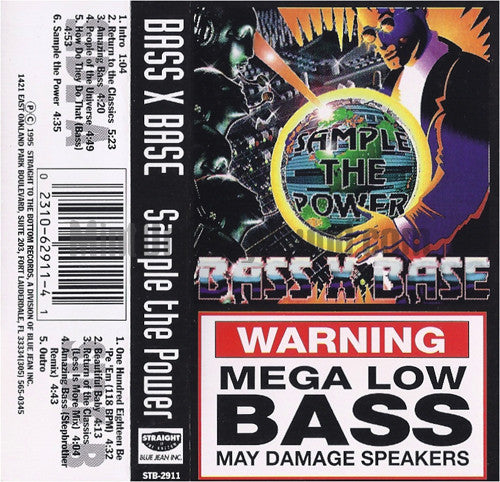 1. Intro 1:04
2. Return to the Classics 5:23
3. Amazing Bass 4:20
4. People of the Universe 4:49
5. How Do They Do That (Bass)
4:53
6. Sample the Power 4:35
℗ © 1995 STRAIGHT TO THE BOTTOM RECORDS, A DIVISION OF BLUE JEAN INC.
1421 EAST OAKLAND PARK BOULEVARD, SUITE 203, FORT LAUDERDALE, FL 33334(305) 565-0345
0 2310-62911-4 1
1. One Hundred Eighteen Be
'Pe 'Em (118 BPM) 4:32
2. Beautiful Baby 4:13
3. Return of the Classics
(Less Is More Mix) 4:04
4. Amazing Bass (Stepbrother
Remix 4:43
5. Outro
BASS X BASE Sample the Power
STRAIGHT
BLUE JEAN INC.
STB-2911
SAMPLE
THE
POWER
BASS X BASE
WARNING
MEGA LOW
BASS
MAY DAMAGE SPEAKERS